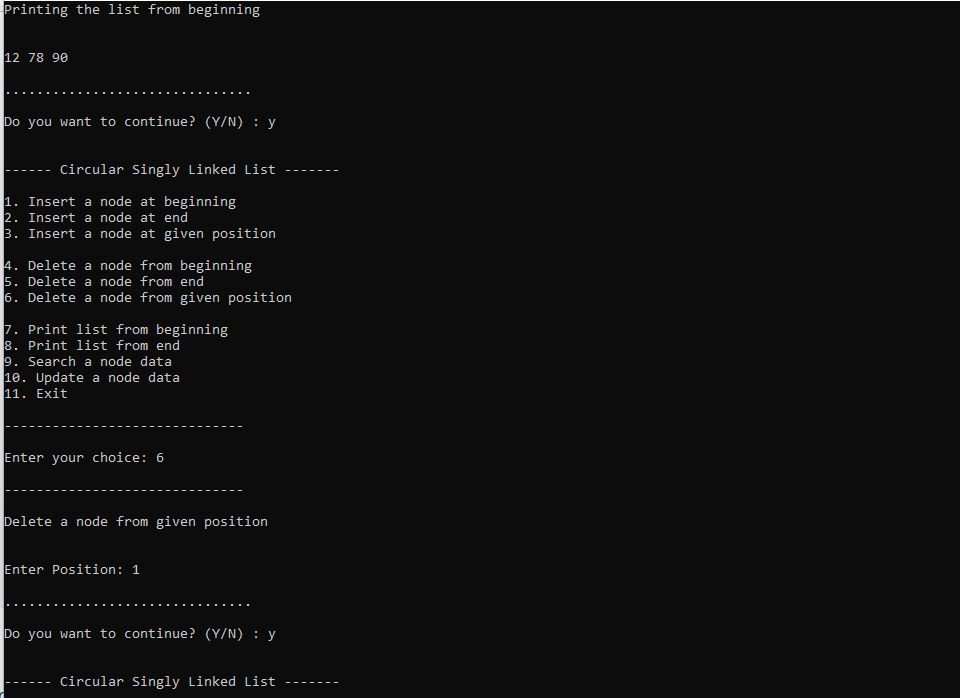 Printing the list from beginning
12 78 90
...............................
Do you want to continue? (Y/N) : y
------ Circular Singly Linked List -------
1. Insert a node at beginning
2. Insert a node at end
3. Insert a node at given position
4. Delete a node from beginning
5. Delete a node from end
6. Delete a node from given position
7. Print list from beginning
8. Print list from end
9. Search a node data
10. Update a node data
11. Exit
------------------------------
Enter your choice: 6
------------------------------
Delete a node from given position
Enter Position: 1
...............................
Do you want to continue? (Y/N) : y
------ Circular Singly Linked List -------